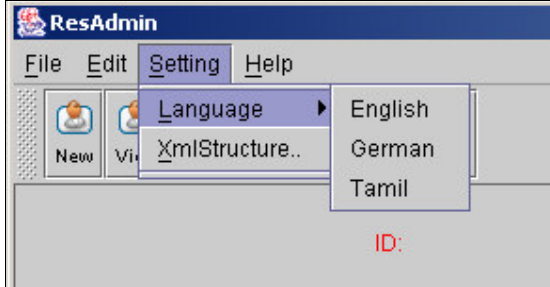 ResAdmin
File Edit Setting Help
Language English
New XmlStructure.. German
Tamil
ID: